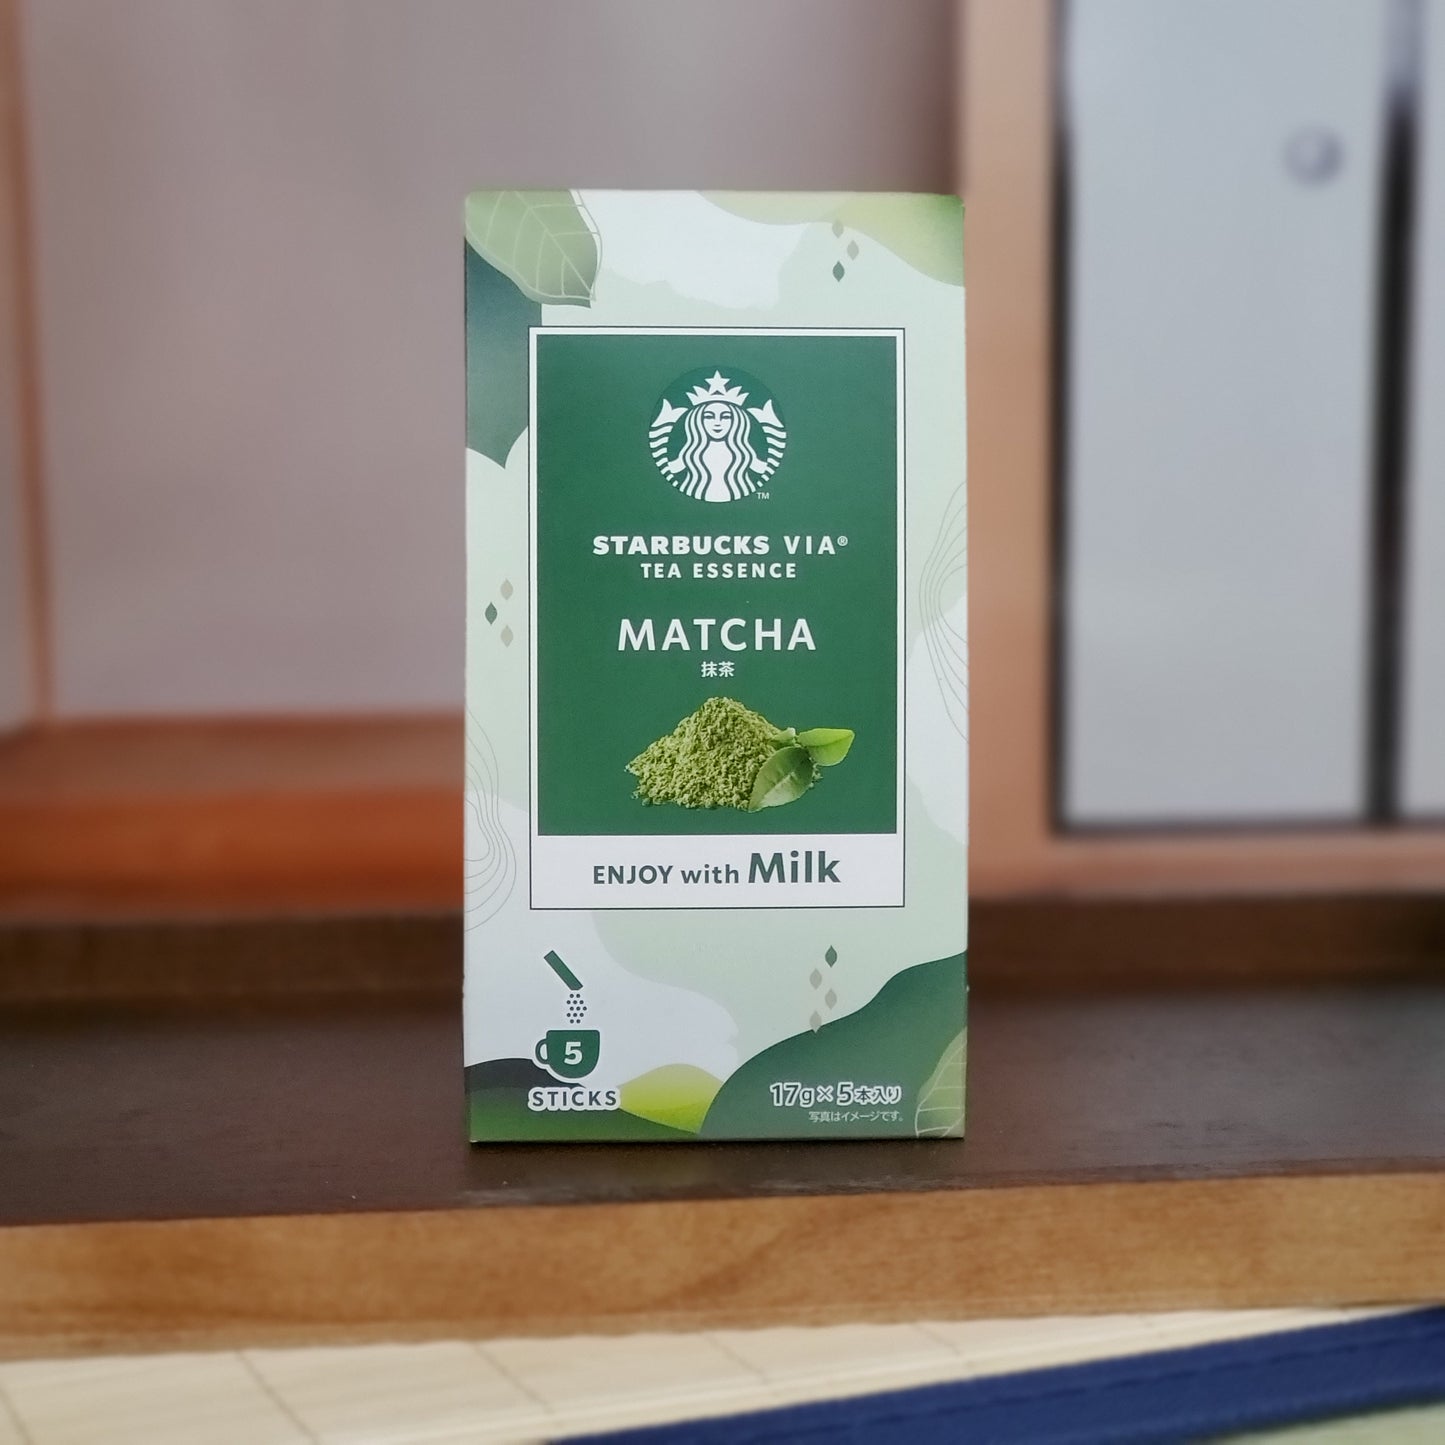 TM
STARBUCKS VIA®
TEA ESSENCE
MATCHA
抹茶
ENJOY with Milk
5
STICKS
17g×5本入り
写真はイメージです。